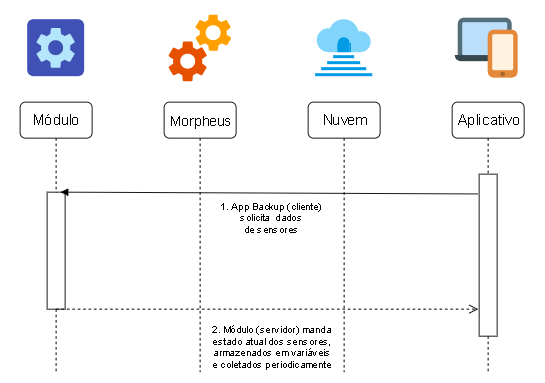 Módulo
Morpheus
Nuvem
Aplicativo
1. App Backup (cliente)
solicita dados
de sensores
2. Módulo (servidor) manda
estado atual dos sensores,
armazenados em variáveis
e coletados periodicamente